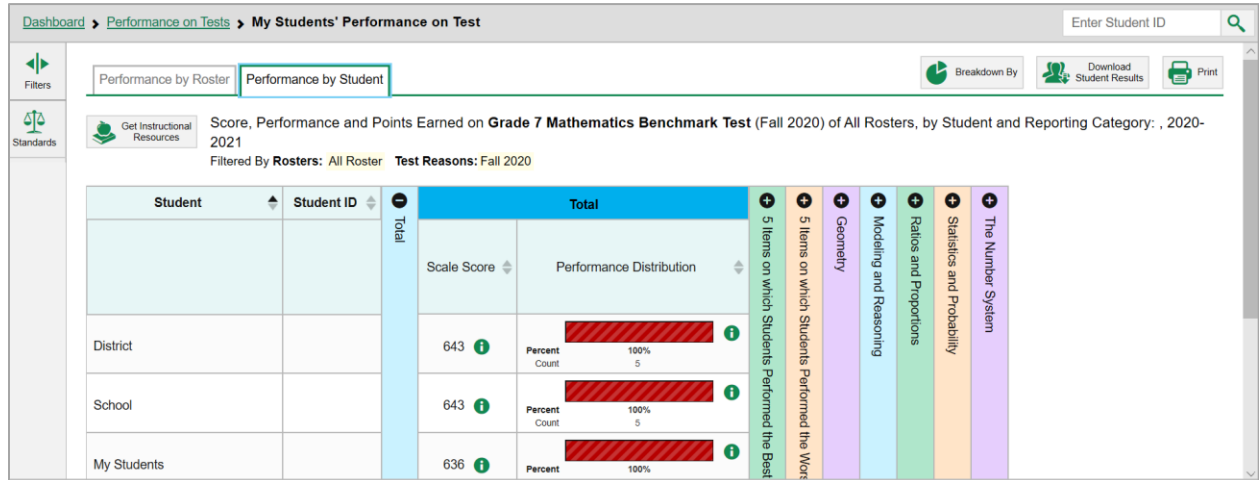 Dashboard > Performance on Tests > My Students' Performance on Test
Enter Student ID
Filters
Standards
Performance by Roster
Performance by Student
Breakdown By
Download
Student Results
Print
Get Instructional
Resources
Score, Performance and Points Earned on Grade 7 Mathematics Benchmark Test (Fall 2020) of All Rosters, by Student and Reporting Category: , 2020-
2021
Filtered By Rosters: All Roster Test Reasons: Fall 2020
Student
Student ID
Total
Total
Scale Score
Performance Distribution
5 Items on which Students Performed the Best
5 Items on which Students Performed the
Geometry
Modeling and Reasoning
Ratios and Proportions
Statistics and Probability
The Number System
District
643
Percent 100%
Count 5
School
643
Percent 100%
Count 5
My Students
636
Percent 100%